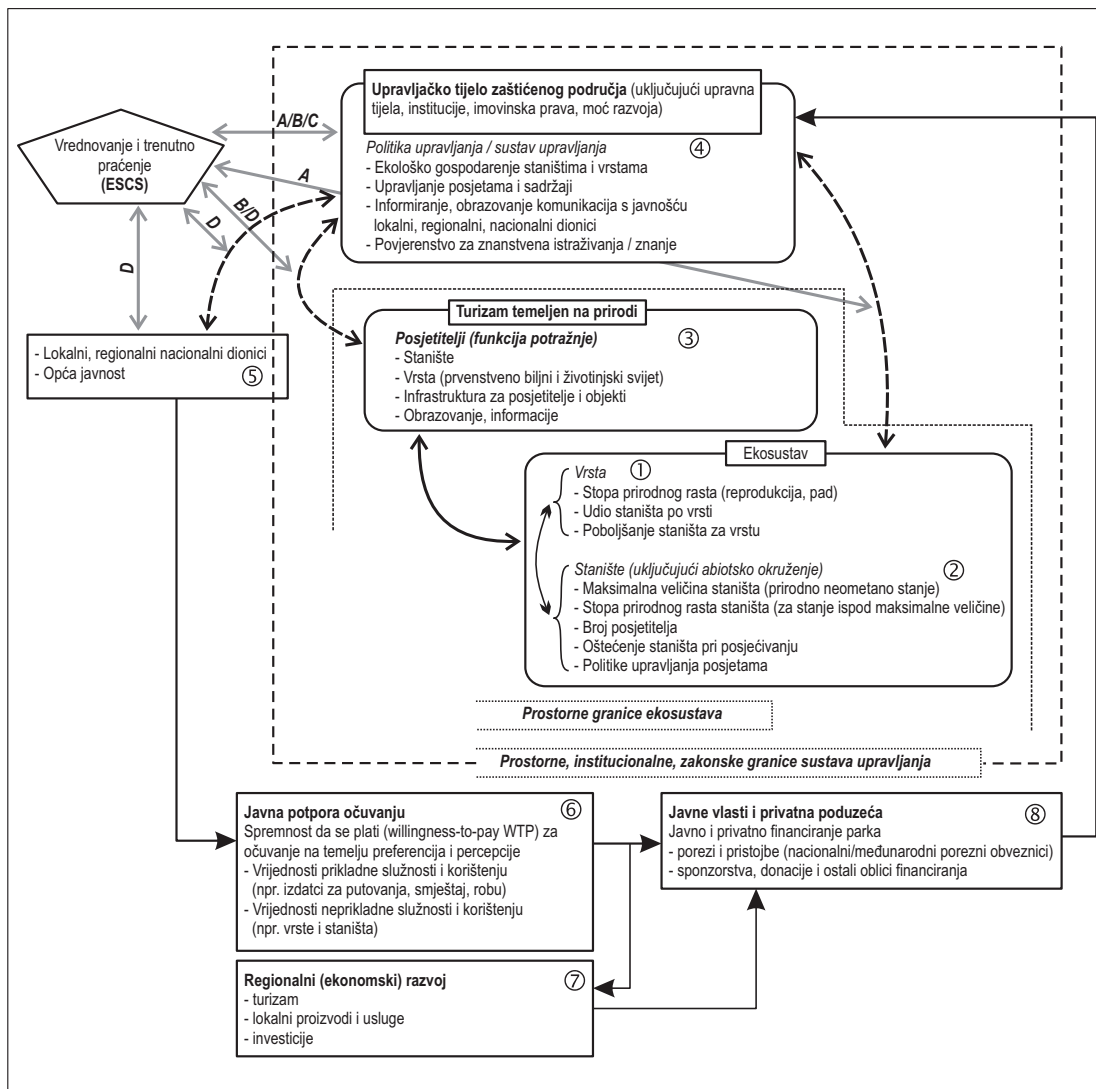 Upravljačko tijelo zaštićenog područja (uključujući upravna
tijela, institucije, imovinska prava, moć razvoja)
Politika upravljanja / sustav upravljanja
④
- Ekološko gospodarenje staništima i vrstama
- Upravljanje posjetama i sadržaji
- Informiranje, obrazovanje komunikacija s javnošću
lokalni, regionalni, nacionalni dionici
- Povjerenstvo za znanstvena istraživanja / znanje
Vrednovanje i trenutno
praćenje
(ESCS)
A/B/C
A
B/D
D
D
- Lokalni, regionalni nacionalni dionici
- Opća javnost
⑤
Turizam temeljen na prirodi
Posjetitelji (funkcija potražnje)
③
- Stanište
- Vrsta (prvenstveno biljni i životinjski svijet)
- Infrastruktura za posjetitelje i objekti
- Obrazovanje, informacije
Ekosustav
Vrsta
①
- Stopa prirodnog rasta (reprodukcija, pad)
- Udio staništa po vrsti
- Poboljšanje staništa za vrstu
Stanište (uključujući abiotsko okruženje)
②
- Maksimalna veličina staništa (prirodno neometano stanje)
- Stopa prirodnog rasta staništa (za stanje ispod maksimalne veličine)
- Broj posjetitelja
- Oštećenje staništa pri posjećivanju
- Politike upravljanja posjetama
Prostorne granice ekosustava
Prostorne, institucionalne, zakonske granice sustava upravljanja
Javna potpora očuvanju
⑥
Spremnost da se plati (willingness-to-pay WTP) za
očuvanje na temelju preferencija i percepcije
- Vrijednosti prikladne služnosti i korištenju
(npr. izdatci za putovanja, smještaj, robu)
- Vrijednosti neprikladne služnosti i korištenju
(npr. vrste i staništa)
Javne vlasti i privatna poduzeća
⑧
Javno i privatno financiranje parka
- porezi i pristojbe (nacionalni/međunarodni porezni obveznici)
- sponzorstva, donacije i ostali oblici financiranja
Regionalni (ekonomski) razvoj
⑦
- turizam
- lokalni proizvodi i usluge
- investicije